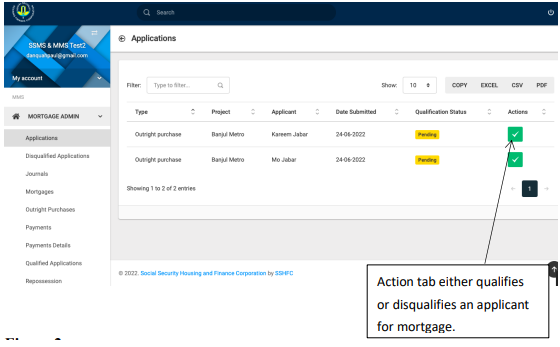 Search
Applications
SSMS & MMS Test2
danquahpaul@gmail.com
My account
MMS
MORTGAGE ADMIN
Applications
Disqualified Applications
Journals
Mortgages
Outright Purchases
Payments
Payments Details
Qualified Applications
Repossession
Filter: Type to filter... Show: 10 COPY EXCEL CSV PDF
Type Project Applicant Date Submitted Qualification Status Actions
Outright purchase Banjul Metro Kareem Jabar 24-06-2022 Pending
Outright purchase Banjul Metro Mo Jabar 24-06-2022 Pending
Showing 1 to 2 of 2 entries ← 1 →
© 2022. Social Security Housing and Finance Corporation by SSHFC
Action tab either qualifies
or disqualifies an applicant
for mortgage.